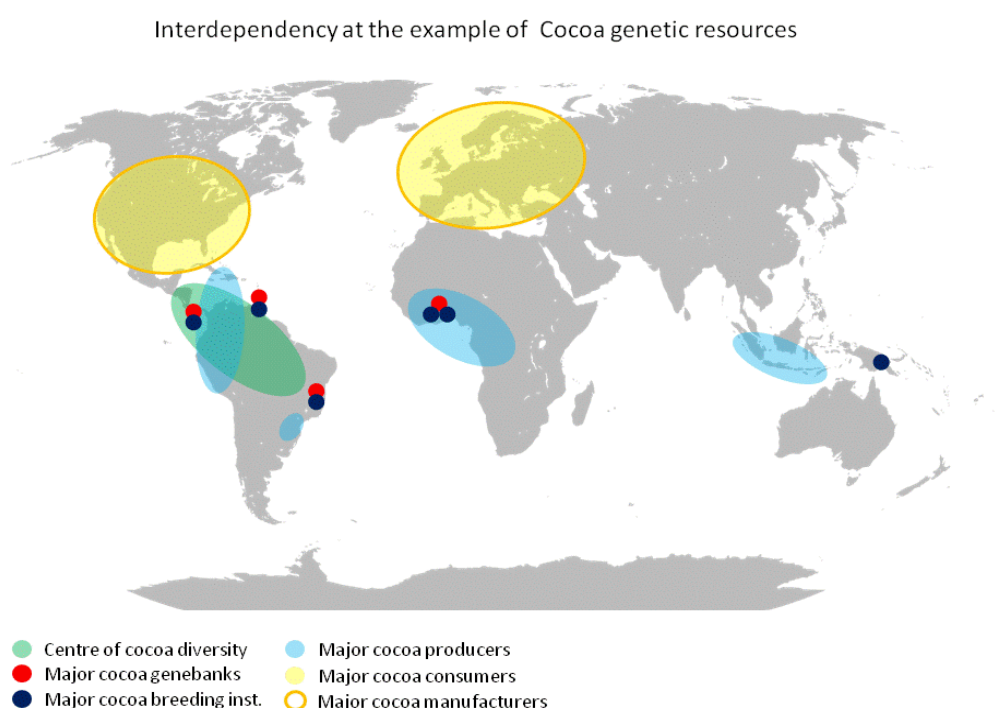 Interdependency at the example of Cocoa genetic resources
Centre of cocoa diversity
Major cocoa genebanks
Major cocoa breeding inst.
Major cocoa producers
Major cocoa consumers
Major cocoa manufacturers